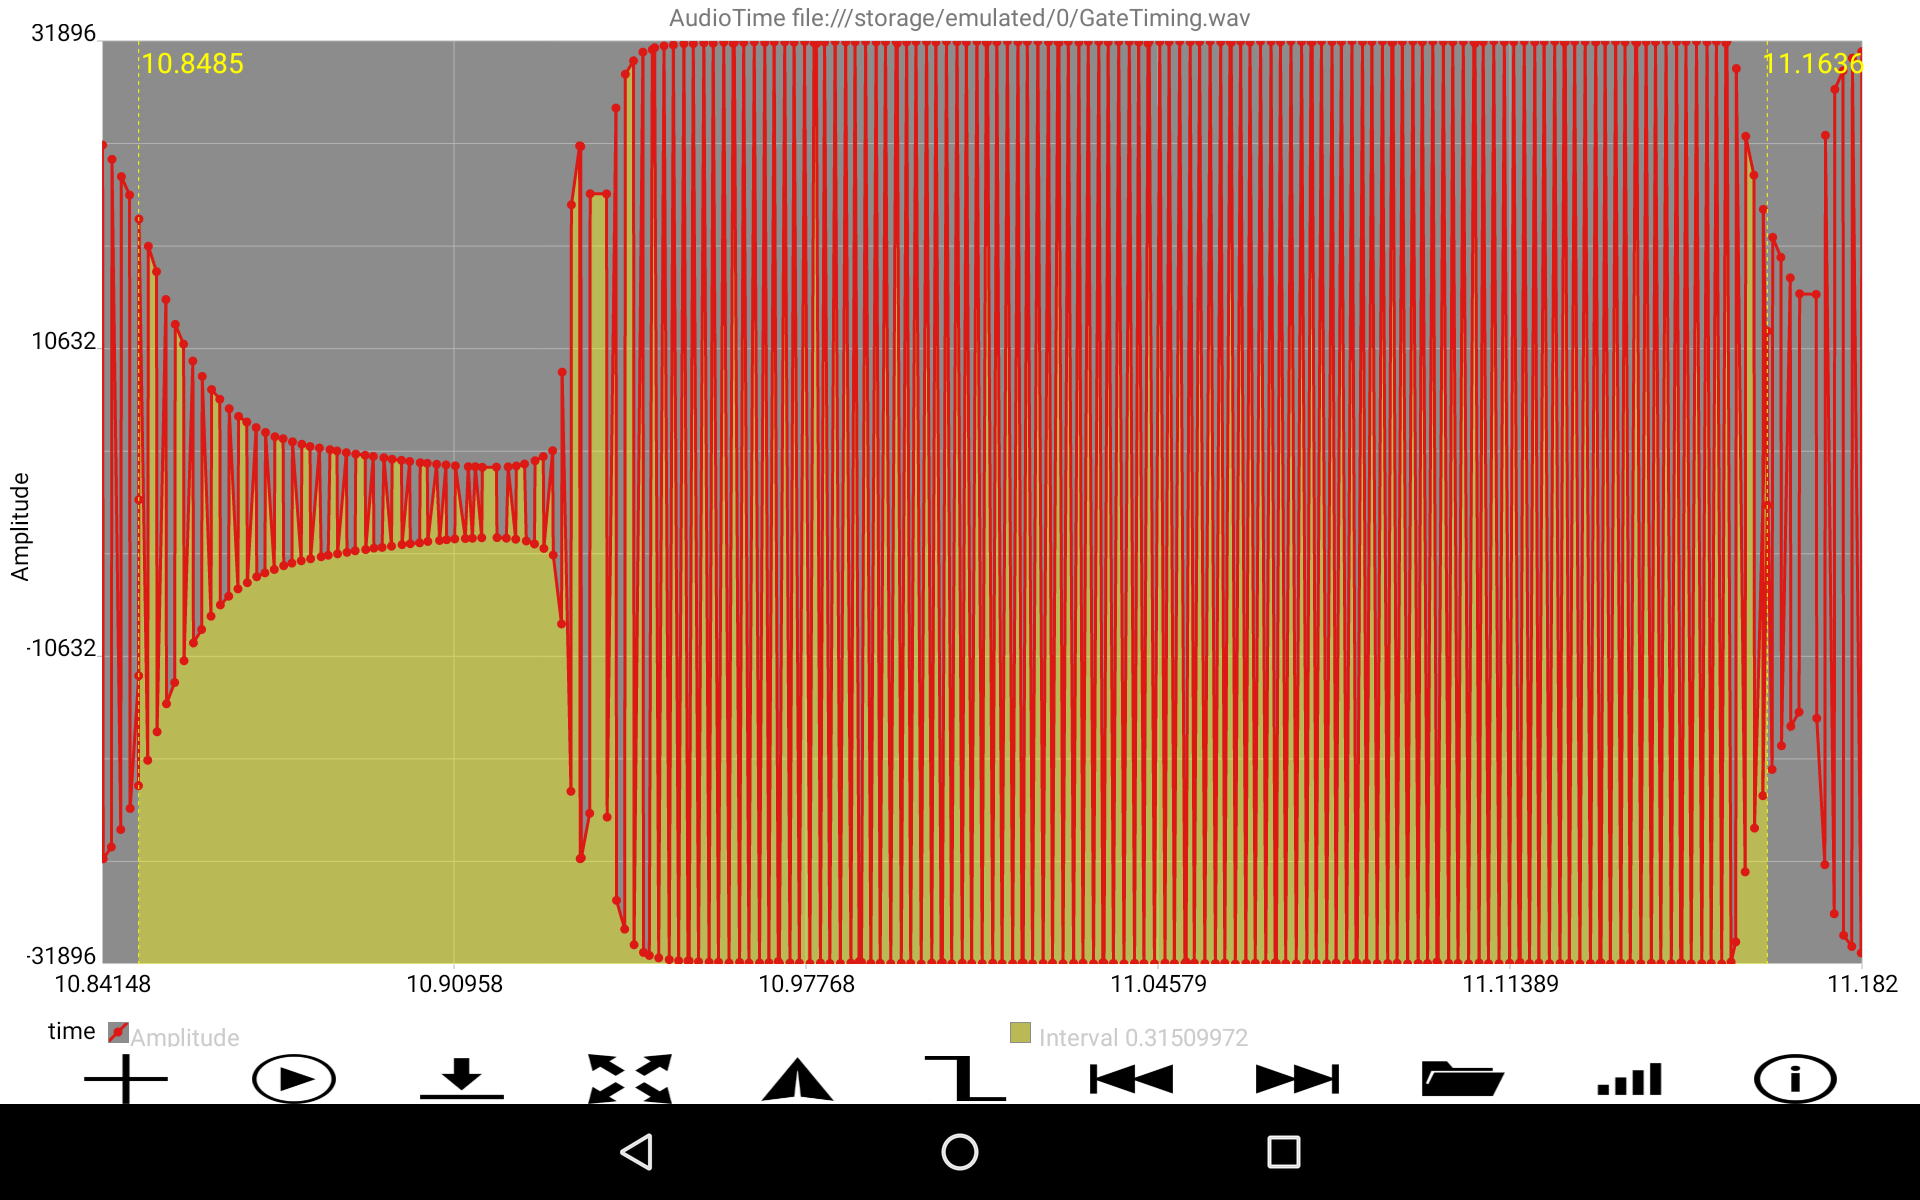 AudioTime file:///storage/emulated/0/GateTiming.wav
31896
10.8485
11.1636
10632
Amplitude
-10632
-31896
10.84148
10.90958
10.97768
11.04579
11.11389
11.182
time
Amplitude
Interval 0.31509972